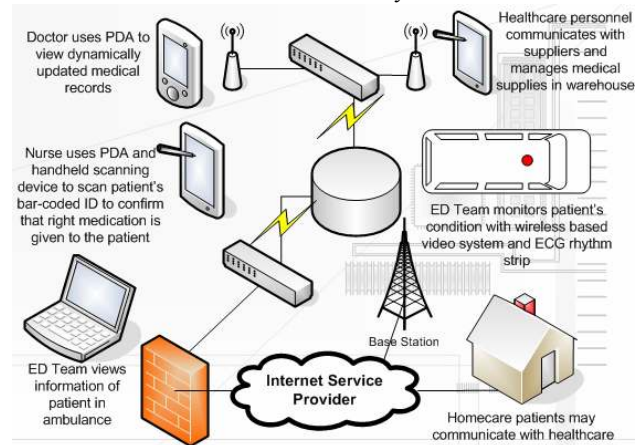 Doctor uses PDA to
view dynamically
updated medical
records
Healthcare personnel
communicates with
suppliers and
manages medical
supplies in warehouse
Nurse uses PDA and
handheld scanning
device to scan patient's
bar-coded ID to confirm
that right medication is
given to the patient
ED Team monitors patient's
condition with wireless based
video system and ECG rhythm
strip
Base Station
ED Team views
information of
patient in
ambulance
Internet Service
Provider
Homecare patients may
communicate with healthcare